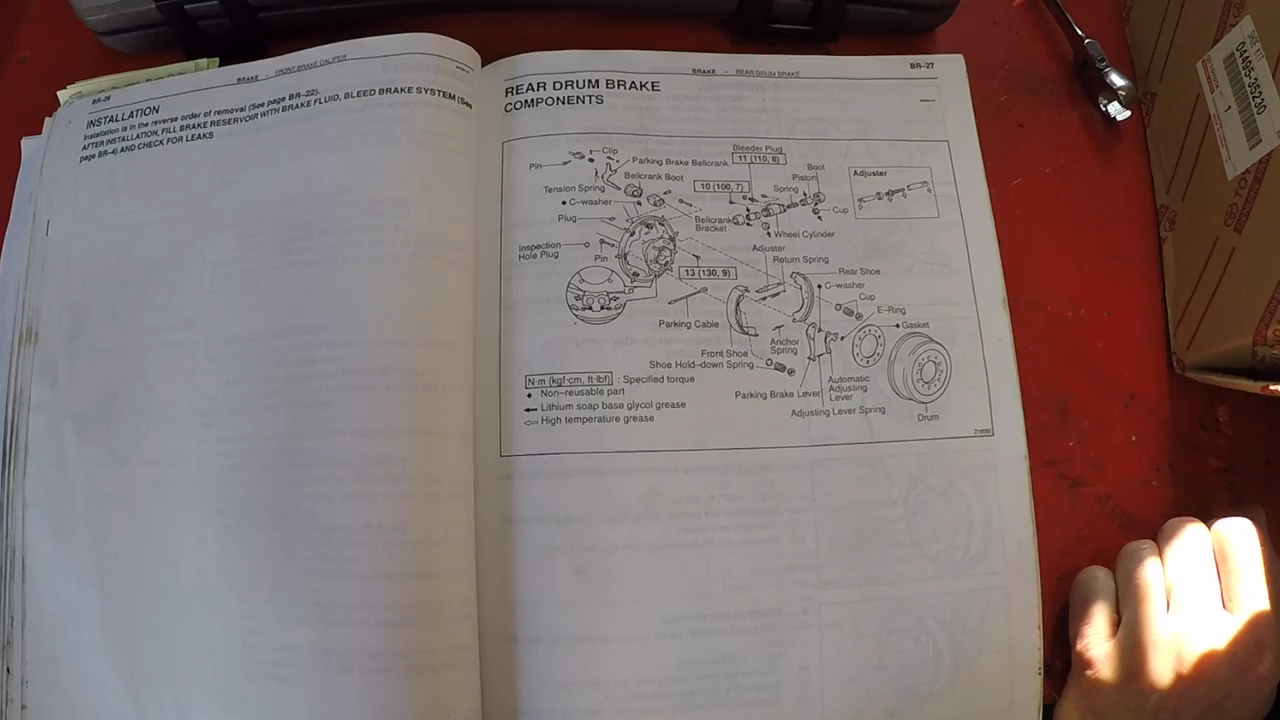 BR-26
BRAKE - FRONT BRAKE CALIPER
INSTALLATION
Installation is in the reverse order of removal (See page BR-22).
AFTER INSTALLATION, FILL BRAKE RESERVOIR WITH BRAKE FLUID, BLEED BRAKE SYSTEM (See
page BR-4) AND CHECK FOR LEAKS
BRAKE - REAR DRUM BRAKE
BR-27
REAR DRUM BRAKE
COMPONENTS
Clip
Pin
Parking Brake Bellcrank
Bellcrank Boot
Tension Spring
C-washer
Plug
Inspection
Hole Plug
Pin
Bleeder Plug
11 (110, 8)
10 (100, 7)
Boot
Piston
Spring
Cup
Bellcrank
Bracket
Wheel Cylinder
Adjuster
Adjuster
Return Spring
13 (130, 9)
Rear Shoe
C-washer
Cup
E-Ring
Gasket
Parking Cable
Anchor
Spring
Front Shoe
Shoe Hold-down Spring
Parking Brake Lever
Automatic
Adjusting
Lever
Adjusting Lever Spring
Drum
N·m (kgf·cm, ft·lbf) : Specified torque
Non-reusable part
Lithium soap base glycol grease
High temperature grease
SHOE KIT
04495-35230
1